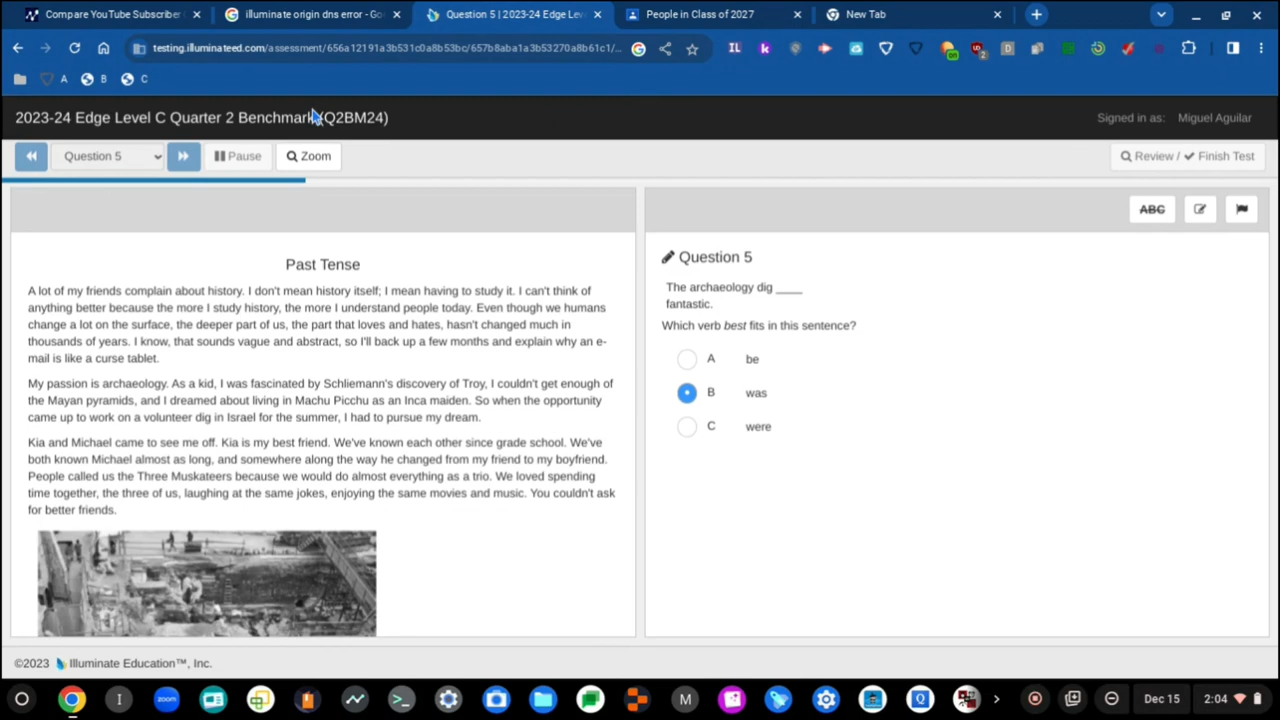 Compare YouTube Subscriber
illuminate origin dns error - Go
Question 5 | 2023-24 Edge Lev
People in Class of 2027
New Tab
testing.illuminateed.com/assessment/656a12191a3b531c0a8b53bc/657b8aba1a3b53270a8b61c1/...
A
B
C
2023-24 Edge Level C Quarter 2 Benchmark (Q2BM24)
Signed in as: Miguel Aguilar
Question 5
Pause
Zoom
Review / ✔ Finish Test
ABC
Past Tense
A lot of my friends complain about history. I don't mean history itself; I mean having to study it. I can't think of
anything better because the more I study history, the more I understand people today. Even though we humans
change a lot on the surface, the deeper part of us, the part that loves and hates, hasn't changed much in
thousands of years. I know, that sounds vague and abstract, so I'll back up a few months and explain why an e-
mail is like a curse tablet.
My passion is archaeology. As a kid, I was fascinated by Schliemann's discovery of Troy, I couldn't get enough of
the Mayan pyramids, and I dreamed about living in Machu Picchu as an Inca maiden. So when the opportunity
came up to work on a volunteer dig in Israel for the summer, I had to pursue my dream.
Kia and Michael came to see me off. Kia is my best friend. We've known each other since grade school. We've
both known Michael almost as long, and somewhere along the way he changed from my friend to my boyfriend.
People called us the Three Muskateers because we would do almost everything as a trio. We loved spending
time together, the three of us, laughing at the same jokes, enjoying the same movies and music. You couldn't ask
for better friends.
Question 5
The archaeology dig ____
fantastic.
Which verb best fits in this sentence?
A be
B was
C were
©2023 Illuminate Education™, Inc.
zoom
M
Q
Dec 15
2:04